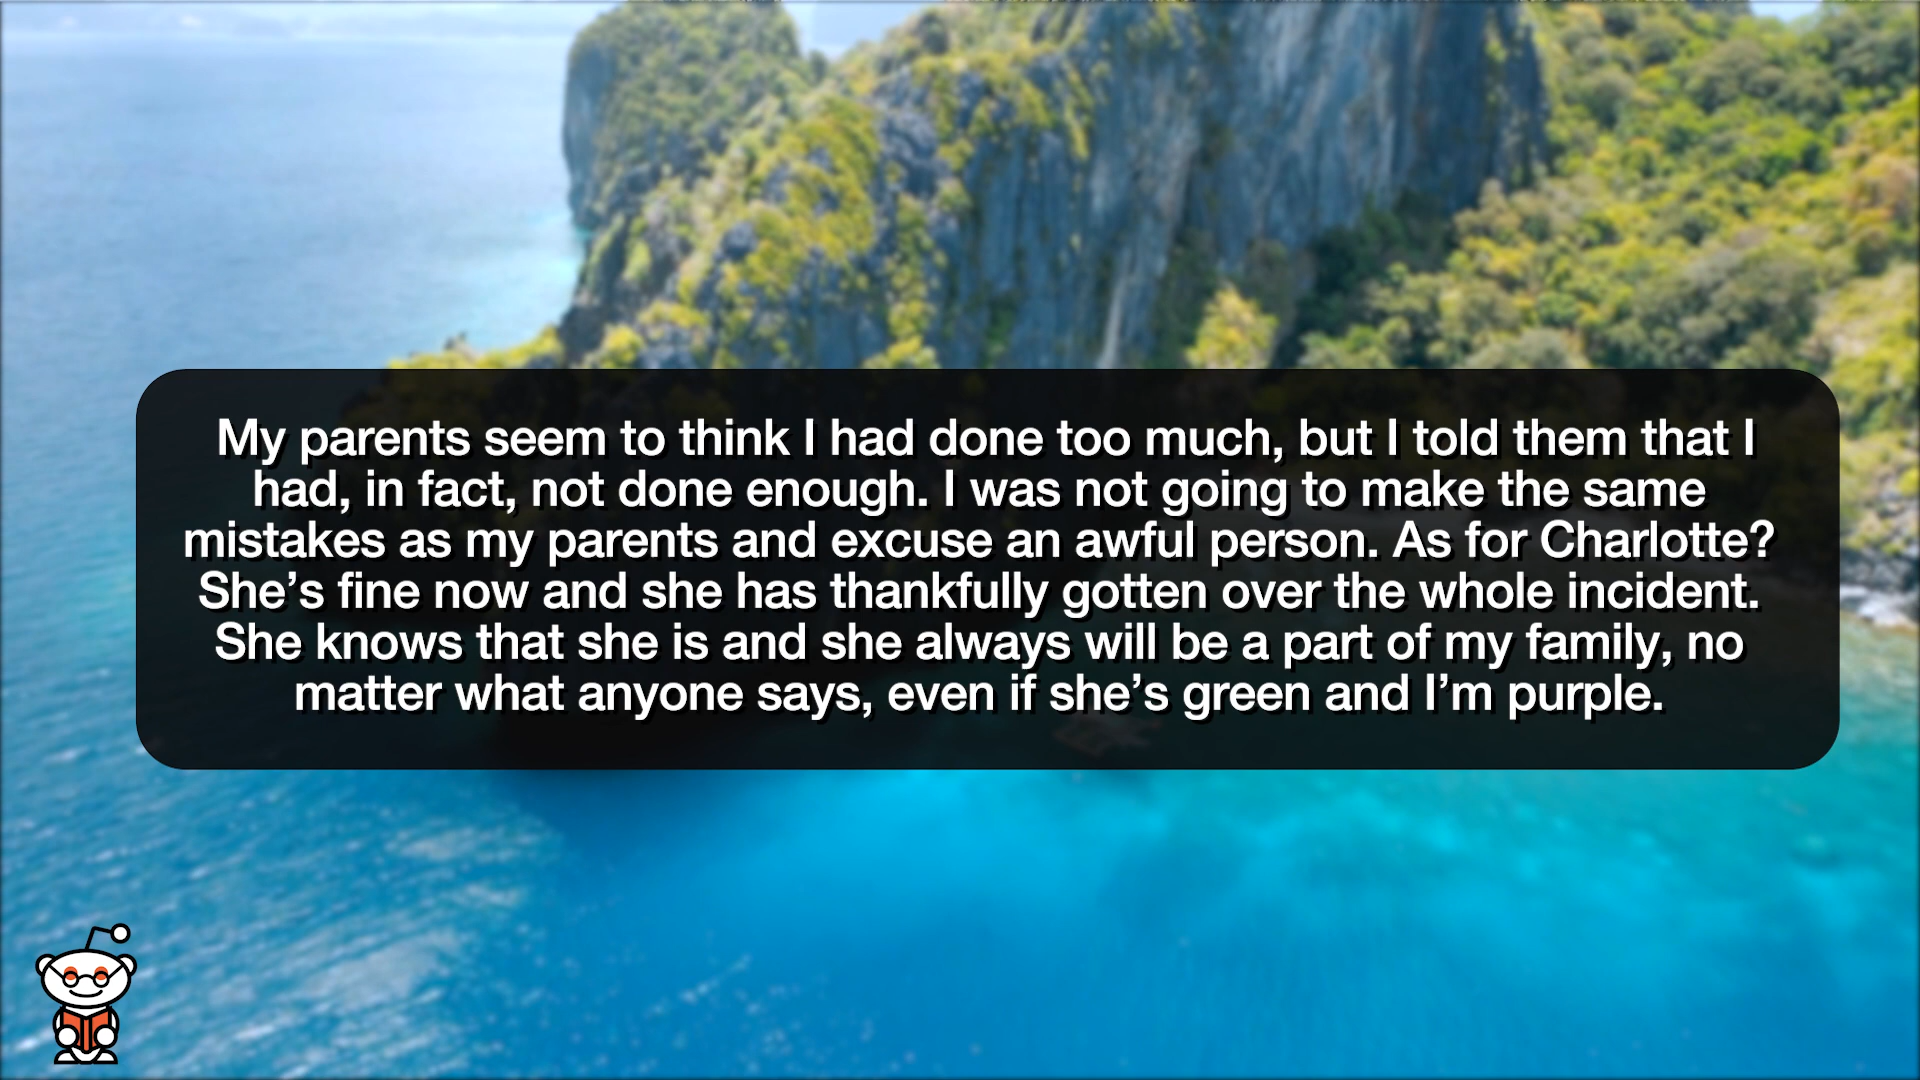 My parents seem to think I had done too much, but I told them that I
had, in fact, not done enough. I was not going to make the same
mistakes as my parents and excuse an awful person. As for Charlotte?
She’s fine now and she has thankfully gotten over the whole incident.
She knows that she is and she always will be a part of my family, no
matter what anyone says, even if she’s green and I’m purple.